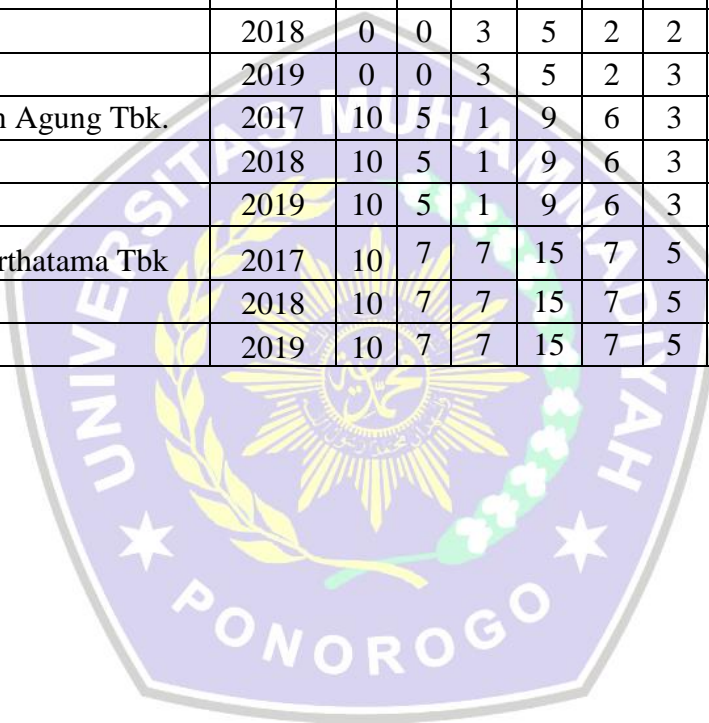 2018 0 0 3 5 2 2
2019 0 0 3 5 2 3
n Agung Tbk. 2017 10 5 1 9 6 3
2018 10 5 1 9 6 3
2019 10 5 1 9 6 3
rthatama Tbk 2017 10 7 7 15 7 5
2018 10 7 7 15 7 5
2019 10 7 7 15 7 5
UNIVERSITAS MUHAMMADIYAH
PONOROGO